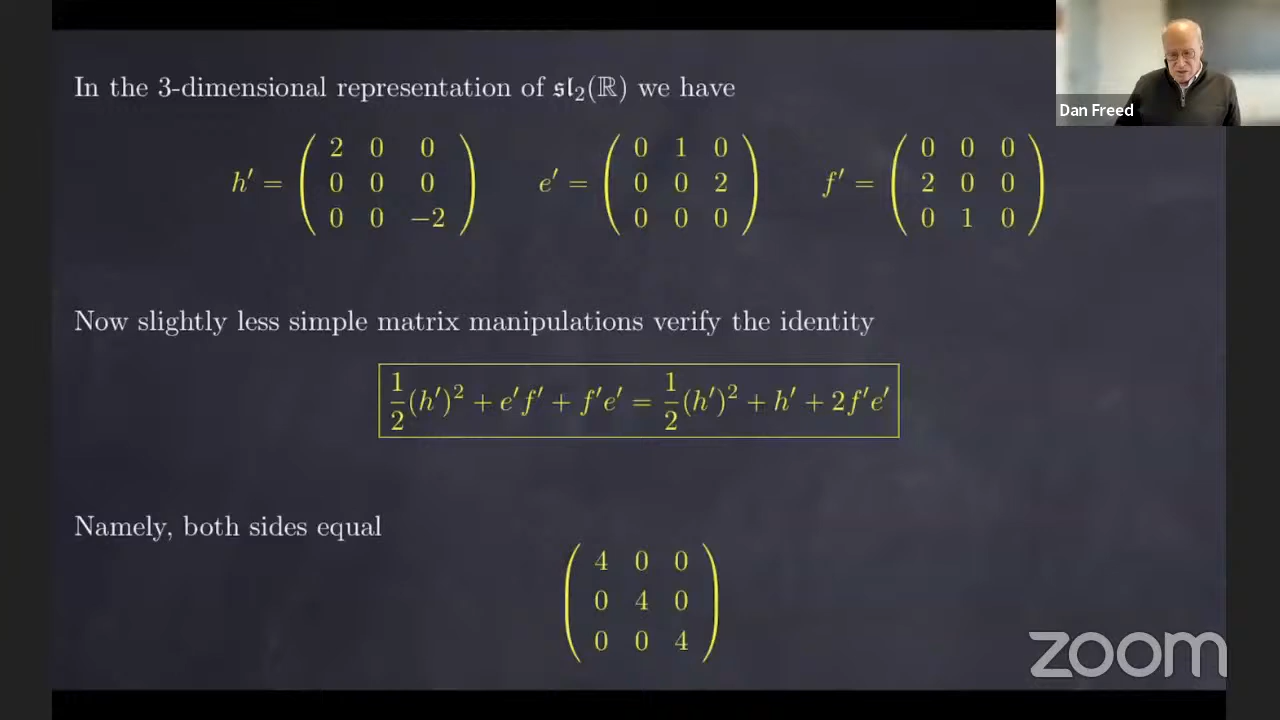 In the 3-dimensional representation of 𝔰𝔩₂(ℝ) we have
h′ = ( 2 0 0 ; 0 0 0 ; 0 0 −2 ) e′ = ( 0 1 0 ; 0 0 2 ; 0 0 0 ) f′ = ( 0 0 0 ; 2 0 0 ; 0 1 0 )
Dan Freed
Now slightly less simple matrix manipulations verify the identity
1/2 (h′)² + e′f′ + f′e′ = 1/2 (h′)² + h′ + 2f′e′
Namely, both sides equal
( 4 0 0 ; 0 4 0 ; 0 0 4 )
zoom